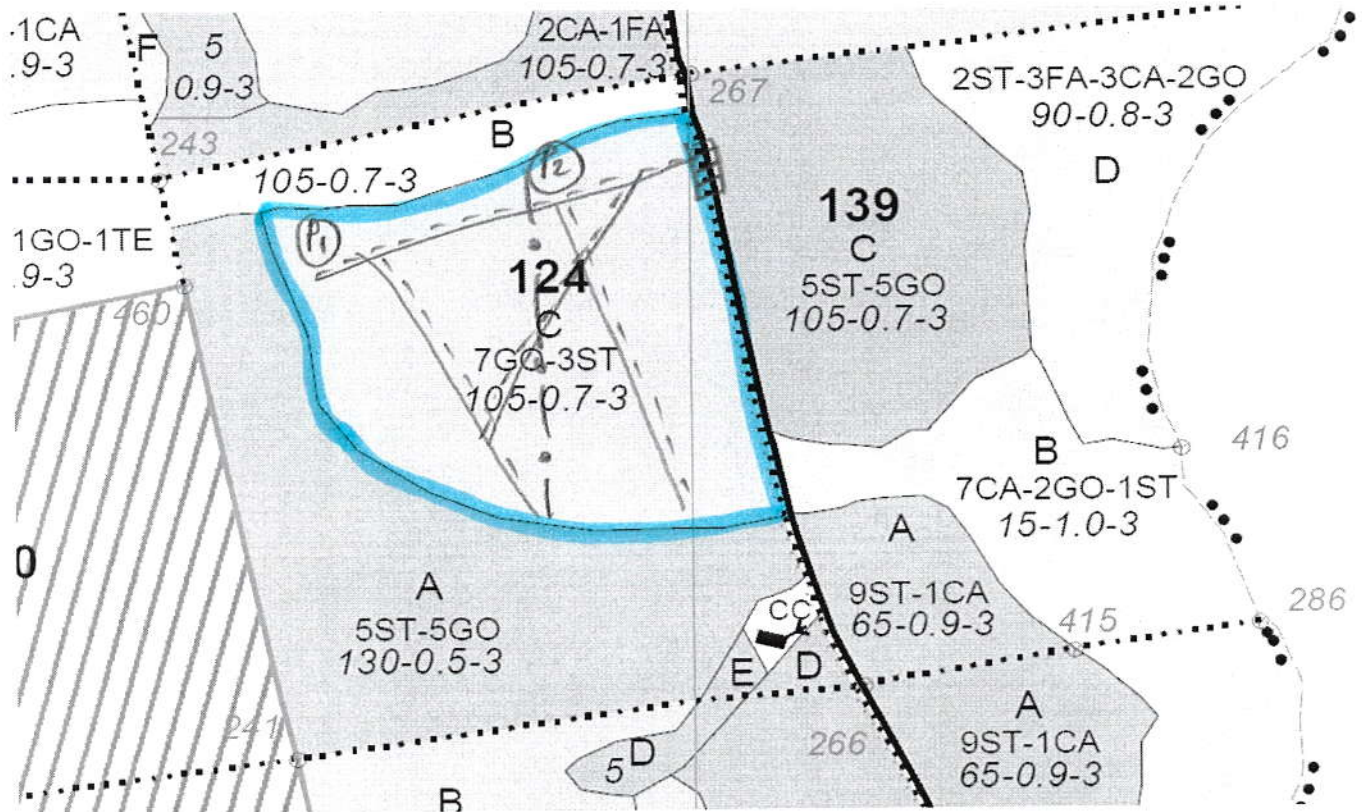 -1CA
.9-3
F
5
0.9-3
2CA-1FA
105-0.7-3
267
2ST-3FA-3CA-2GO
90-0.8-3
D
B
243
105-0.7-3
P2
P1
1GO-1TE
.9-3
460
124
C
7GO-3ST
105-0.7-3
139
C
5ST-5GO
105-0.7-3
416
B
7CA-2GO-1ST
15-1.0-3
0
A
5ST-5GO
130-0.5-3
A
9ST-1CA
65-0.9-3
CC
E
D
415
286
241
266
5
D
A
9ST-1CA
65-0.9-3
B